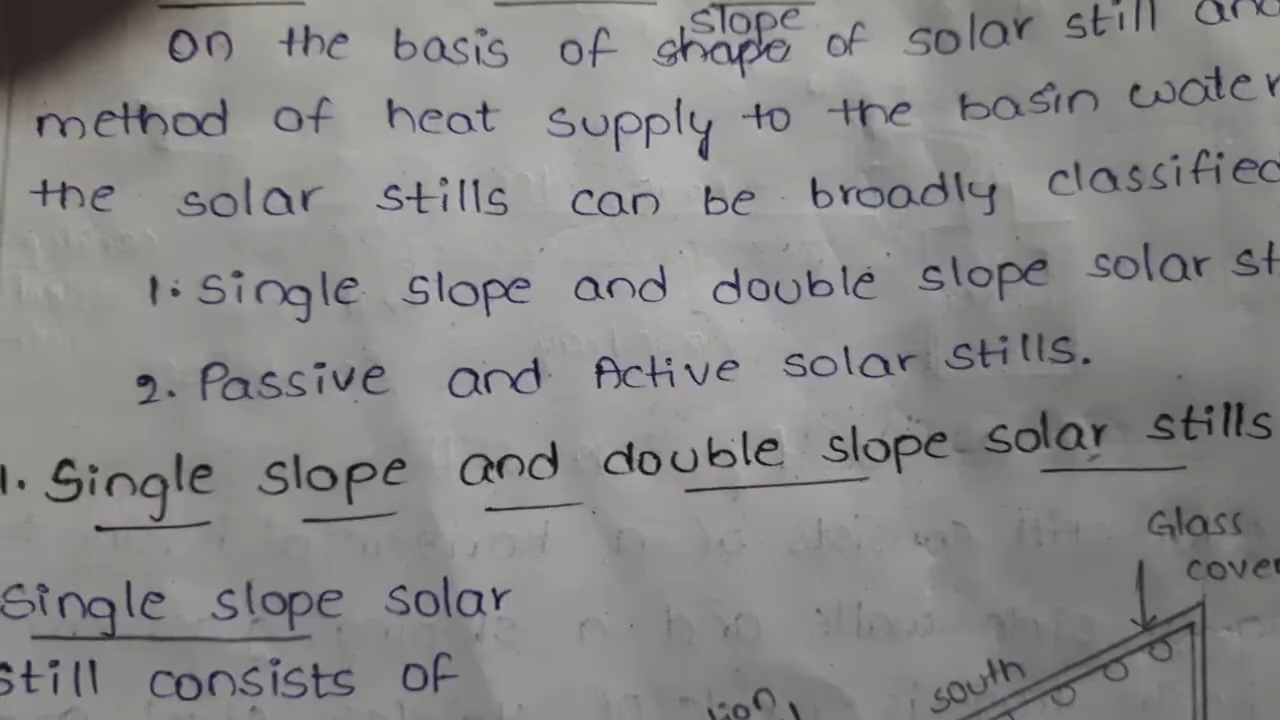 slope
On the basis of shape of solar still and
method of heat supply to the basin water
the solar stills can be broadly classified
1. Single slope and double slope solar st
2. Passive and Active solar stills.
1. Single slope and double slope solar stills
Glass
cover
Single slope solar
still consists of
south